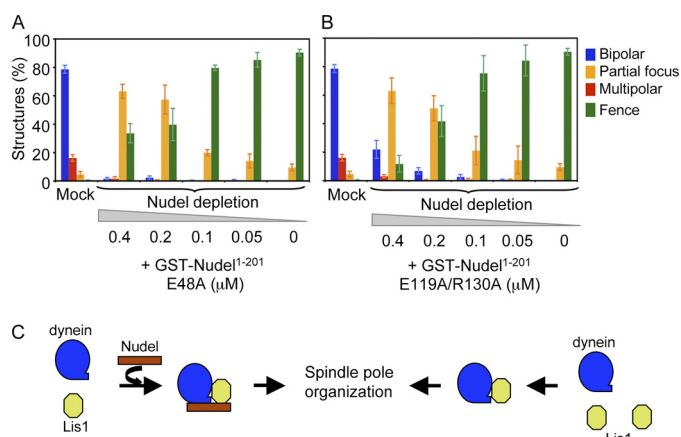 A
B
100
80
60
40
20
0
Structures (%)
Mock
Nudel depletion
0.4 0.2 0.1 0.05 0
+ GST-Nudel1-201
E48A (μM)
Mock
Nudel depletion
0.4 0.2 0.1 0.05 0
+ GST-Nudel1-201
E119A/R130A (μM)
Bipolar
Partial focus
Multipolar
Fence
C
dynein
Nudel
Lis1
Spindle pole
organization
dynein
Lis1